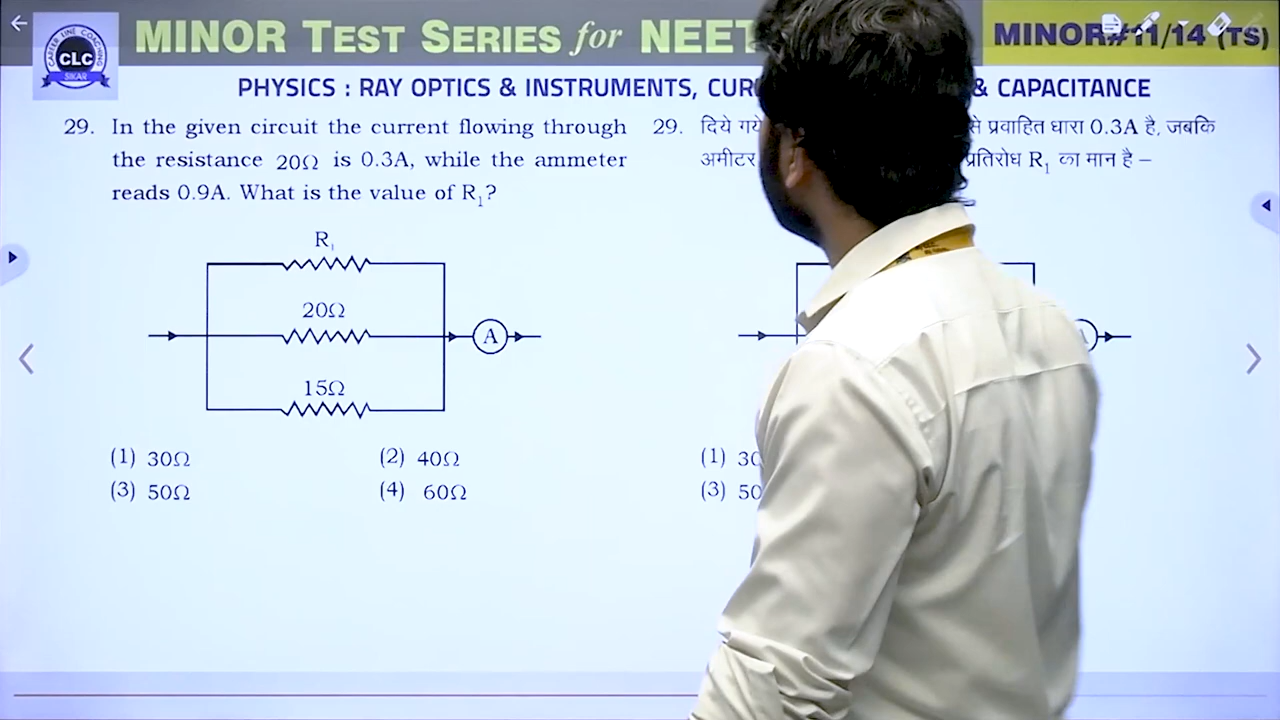 CAREER LINE COACHING
CLC
SIKAR
MINOR TEST SERIES for NEET
MINOR#11/14 (TS)
PHYSICS : RAY OPTICS & INSTRUMENTS, & CAPACITANCE
29. In the given circuit the current flowing through
the resistance 20Ω is 0.3A, while the ammeter
reads 0.9A. What is the value of R₁?
R₁
20Ω
15Ω
A
(1) 30Ω (2) 40Ω
(3) 50Ω (4) 60Ω
29. दिये गये से प्रवाहित धारा 0.3A है, जबकि
अमीटर प्रतिरोध R₁ का मान है –
(1)
(3) 50